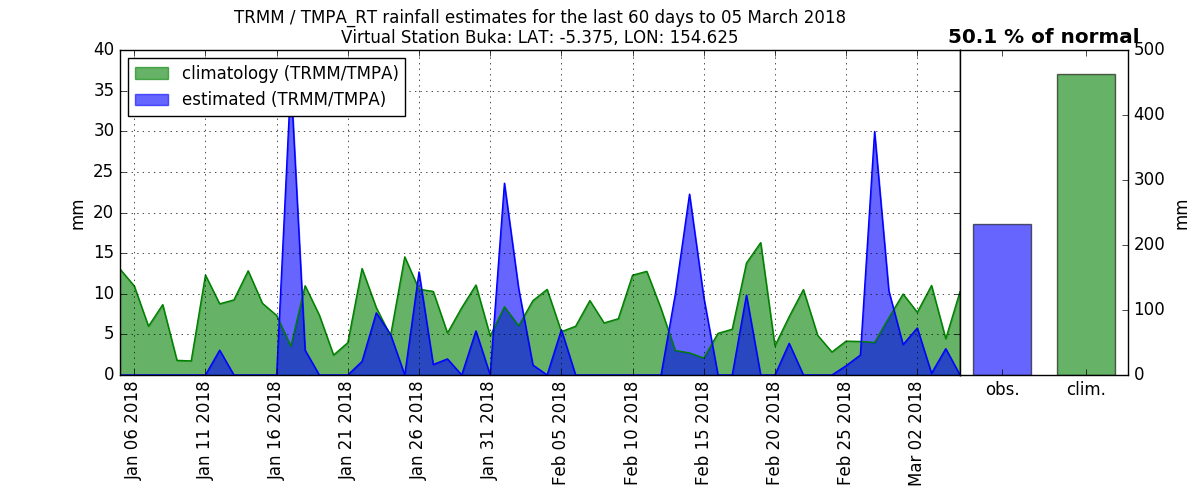 TRMM / TMPA_RT rainfall estimates for the last 60 days to 05 March 2018
Virtual Station Buka: LAT: -5.375, LON: 154.625
50.1 % of normal
climatology (TRMM/TMPA)
estimated (TRMM/TMPA)
mm
40
35
30
25
20
15
10
5
0
Jan 06 2018
Jan 11 2018
Jan 16 2018
Jan 21 2018
Jan 26 2018
Jan 31 2018
Feb 05 2018
Feb 10 2018
Feb 15 2018
Feb 20 2018
Feb 25 2018
Mar 02 2018
obs.
clim.
500
400
300
200
100
0
mm